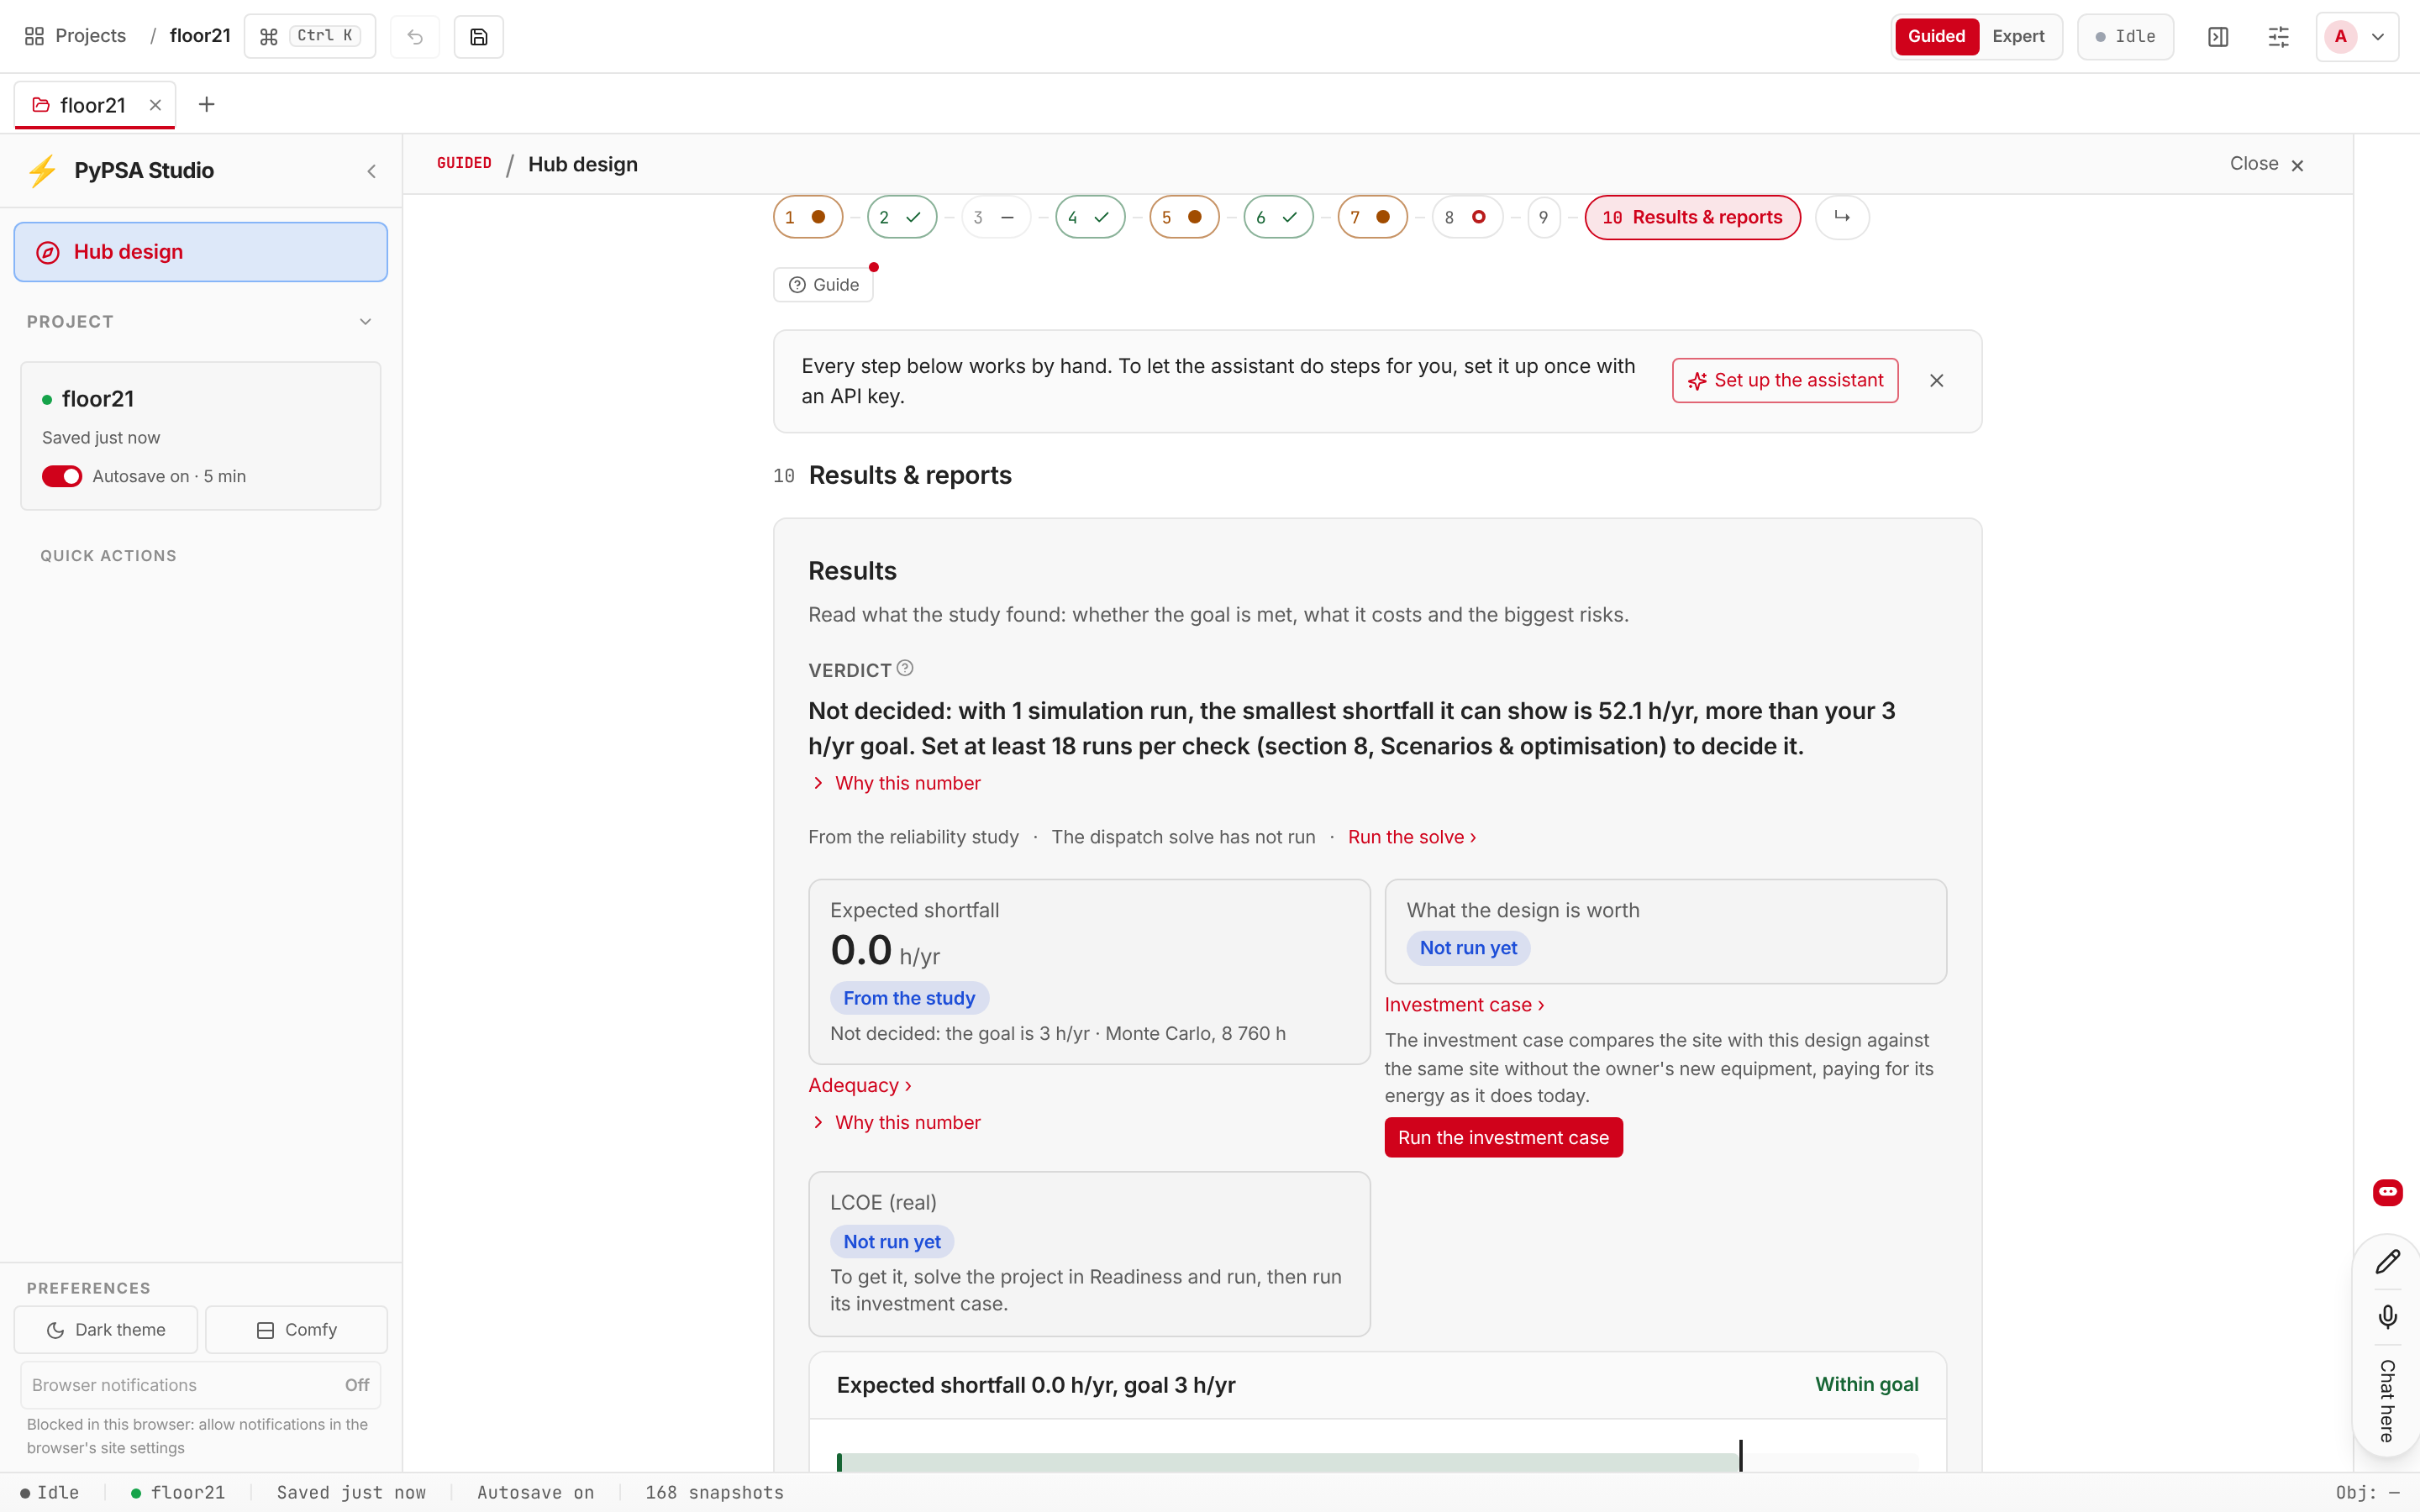 Projects / floor21 Ctrl K Guided Expert Idle A
floor21
PyPSA Studio
GUIDED / Hub design Close
1 2 3 4 5 6 7 8 9 10 Results & reports
Hub design
Guide
PROJECT
Every step below works by hand. To let the assistant do steps for you, set it up once with
an API key.
Set up the assistant
floor21
Saved just now
Autosave on · 5 min
QUICK ACTIONS
10 Results & reports
Results
Read what the study found: whether the goal is met, what it costs and the biggest risks.
VERDICT
Not decided: with 1 simulation run, the smallest shortfall it can show is 52.1 h/yr, more than your 3
h/yr goal. Set at least 18 runs per check (section 8, Scenarios & optimisation) to decide it.
Why this number
From the reliability study · The dispatch solve has not run · Run the solve ›
Expected shortfall
0.0 h/yr
From the study
Not decided: the goal is 3 h/yr · Monte Carlo, 8 760 h
Adequacy ›
Why this number
What the design is worth
Not run yet
Investment case ›
The investment case compares the site with this design against
the same site without the owner's new equipment, paying for its
energy as it does today.
Run the investment case
LCOE (real)
Not run yet
To get it, solve the project in Readiness and run, then run
its investment case.
Expected shortfall 0.0 h/yr, goal 3 h/yr Within goal
PREFERENCES
Dark theme Comfy
Browser notifications Off
Blocked in this browser: allow notifications in the
browser's site settings
Chat here
Idle floor21 Saved just now Autosave on 168 snapshots Obj: —